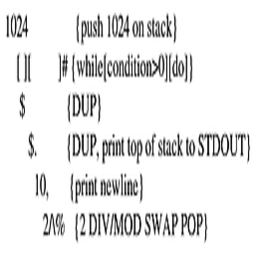 1024 {push 1024 on stack}
[ ][ ]# {while[condition>0][do]}
$ {DUP}
$. {DUP, print top of stack to STDOUT}
10, {print newline}
2/\% {2 DIV/MOD SWAP POP}